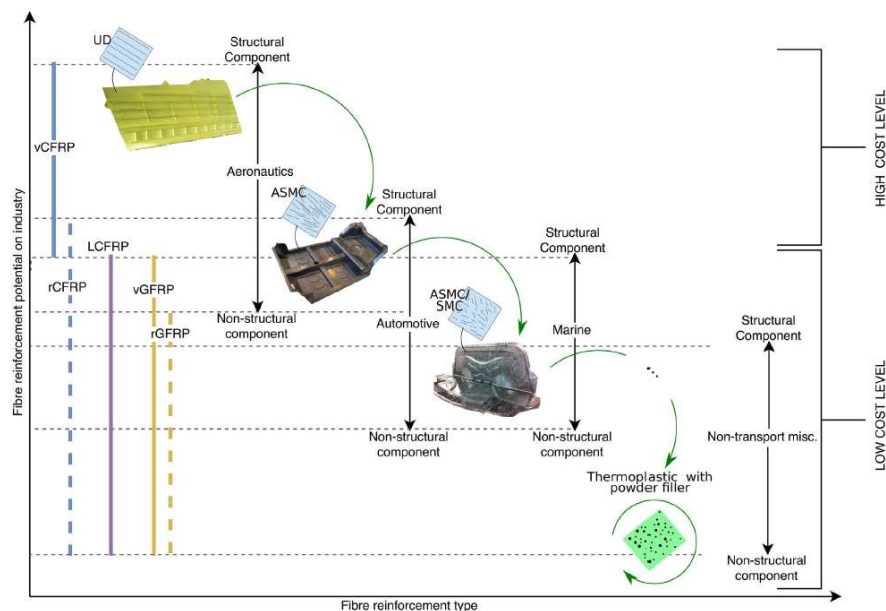 UD
Structural
Component
vCFRP
Aeronautics
ASMC
Structural
Component
LCFRP
rCFRP
vGFRP
rGFRP
Non-structural
component
Automotive
ASMC/
SMC
Structural
Component
Marine
Structural
Component
Non-structural
component
Non-structural
component
Non-transport misc.
Thermoplastic with
powder filler
Non-structural
component
HIGH COST LEVEL
LOW COST LEVEL
Fibre reinforcement potential on industry
Fibre reinforcement type